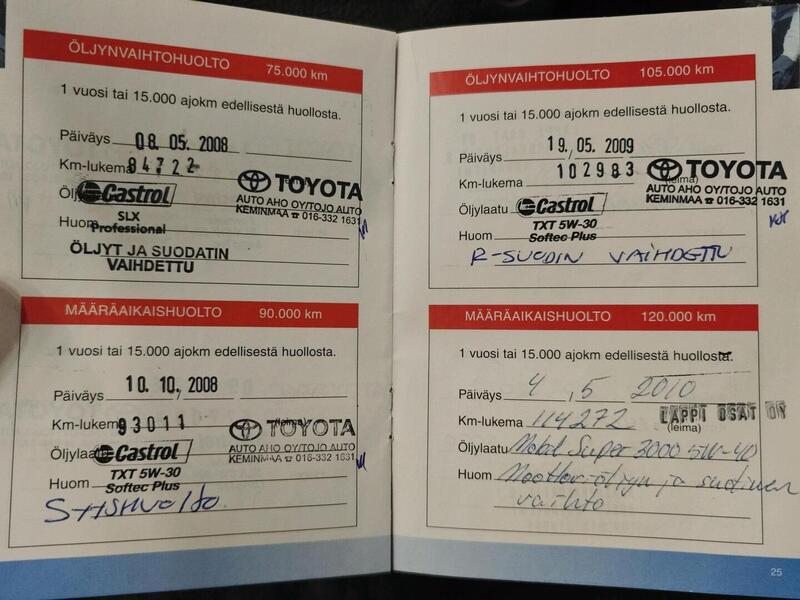 ÖLJYNVAIHTOHUOLTO 75.000 km
1 vuosi tai 15.000 ajokm edellisestä huollosta.
Päiväys 08.05.2008
Km-lukema 84722
TOYOTA
AUTO AHO OY/TOJO AUTO
KEMINMAA ☎ 016-332 1631
Castrol
SLX
Professional
Huom
ÖLJYT JA SUODATIN
VAIHDETTU
MÄÄRÄAIKAISHUOLTO 90.000 km
1 vuosi tai 15.000 ajokm edellisestä huollosta.
Päiväys 10.10.2008
Km-lukema 93011
TOYOTA
AUTO AHO OY/TOJO AUTO
KEMINMAA ☎ 016-332 1631
Öljylaatu Castrol
TXT 5W-30
Huom Softec Plus
ÖLJYNVAIHTOHUOLTO 105.000 km
1 vuosi tai 15.000 ajokm edellisestä huollosta.
Päiväys 19.05.2009
Km-lukema 102983 (leima)
TOYOTA
AUTO AHO OY/TOJO AUTO
KEMINMAA ☎ 016-332 1631
Öljylaatu Castrol
TXT 5W-30
Huom Softec Plus
R-SUODIN VAIHDETTU
MÄÄRÄAIKAISHUOLTO 120.000 km
1 vuosi tai 15.000 ajokm edellisestä huollosta.
Päiväys 4.5 2010
Km-lukema 114272 (leima)
LAPPI OSAT OY
Öljylaatu Mobil Super 3000 5W-40
Huom Moottoriöljyn ja suotimen
vaihto
25